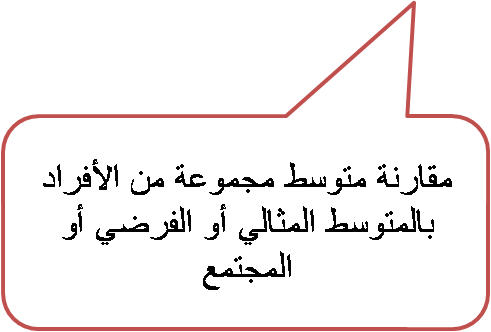 مقارنة متوسط مجموعة من الأفراد
بالمتوسط المثالي أو الفرضي أو
المجتمع